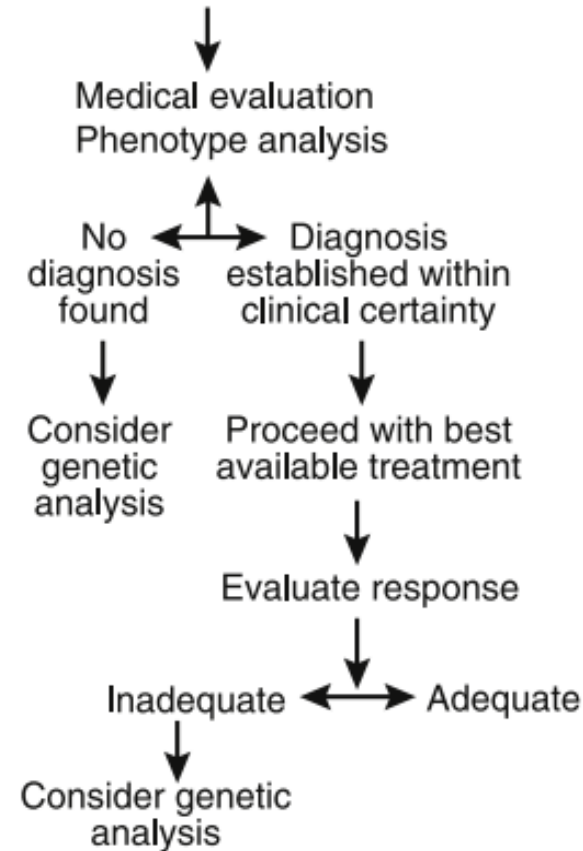 Medical evaluation
Phenotype analysis
No
diagnosis
found
Diagnosis
established within
clinical certainty
Consider
genetic
analysis
Proceed with best
available treatment
Evaluate response
Inadequate
Adequate
Consider genetic
analysis